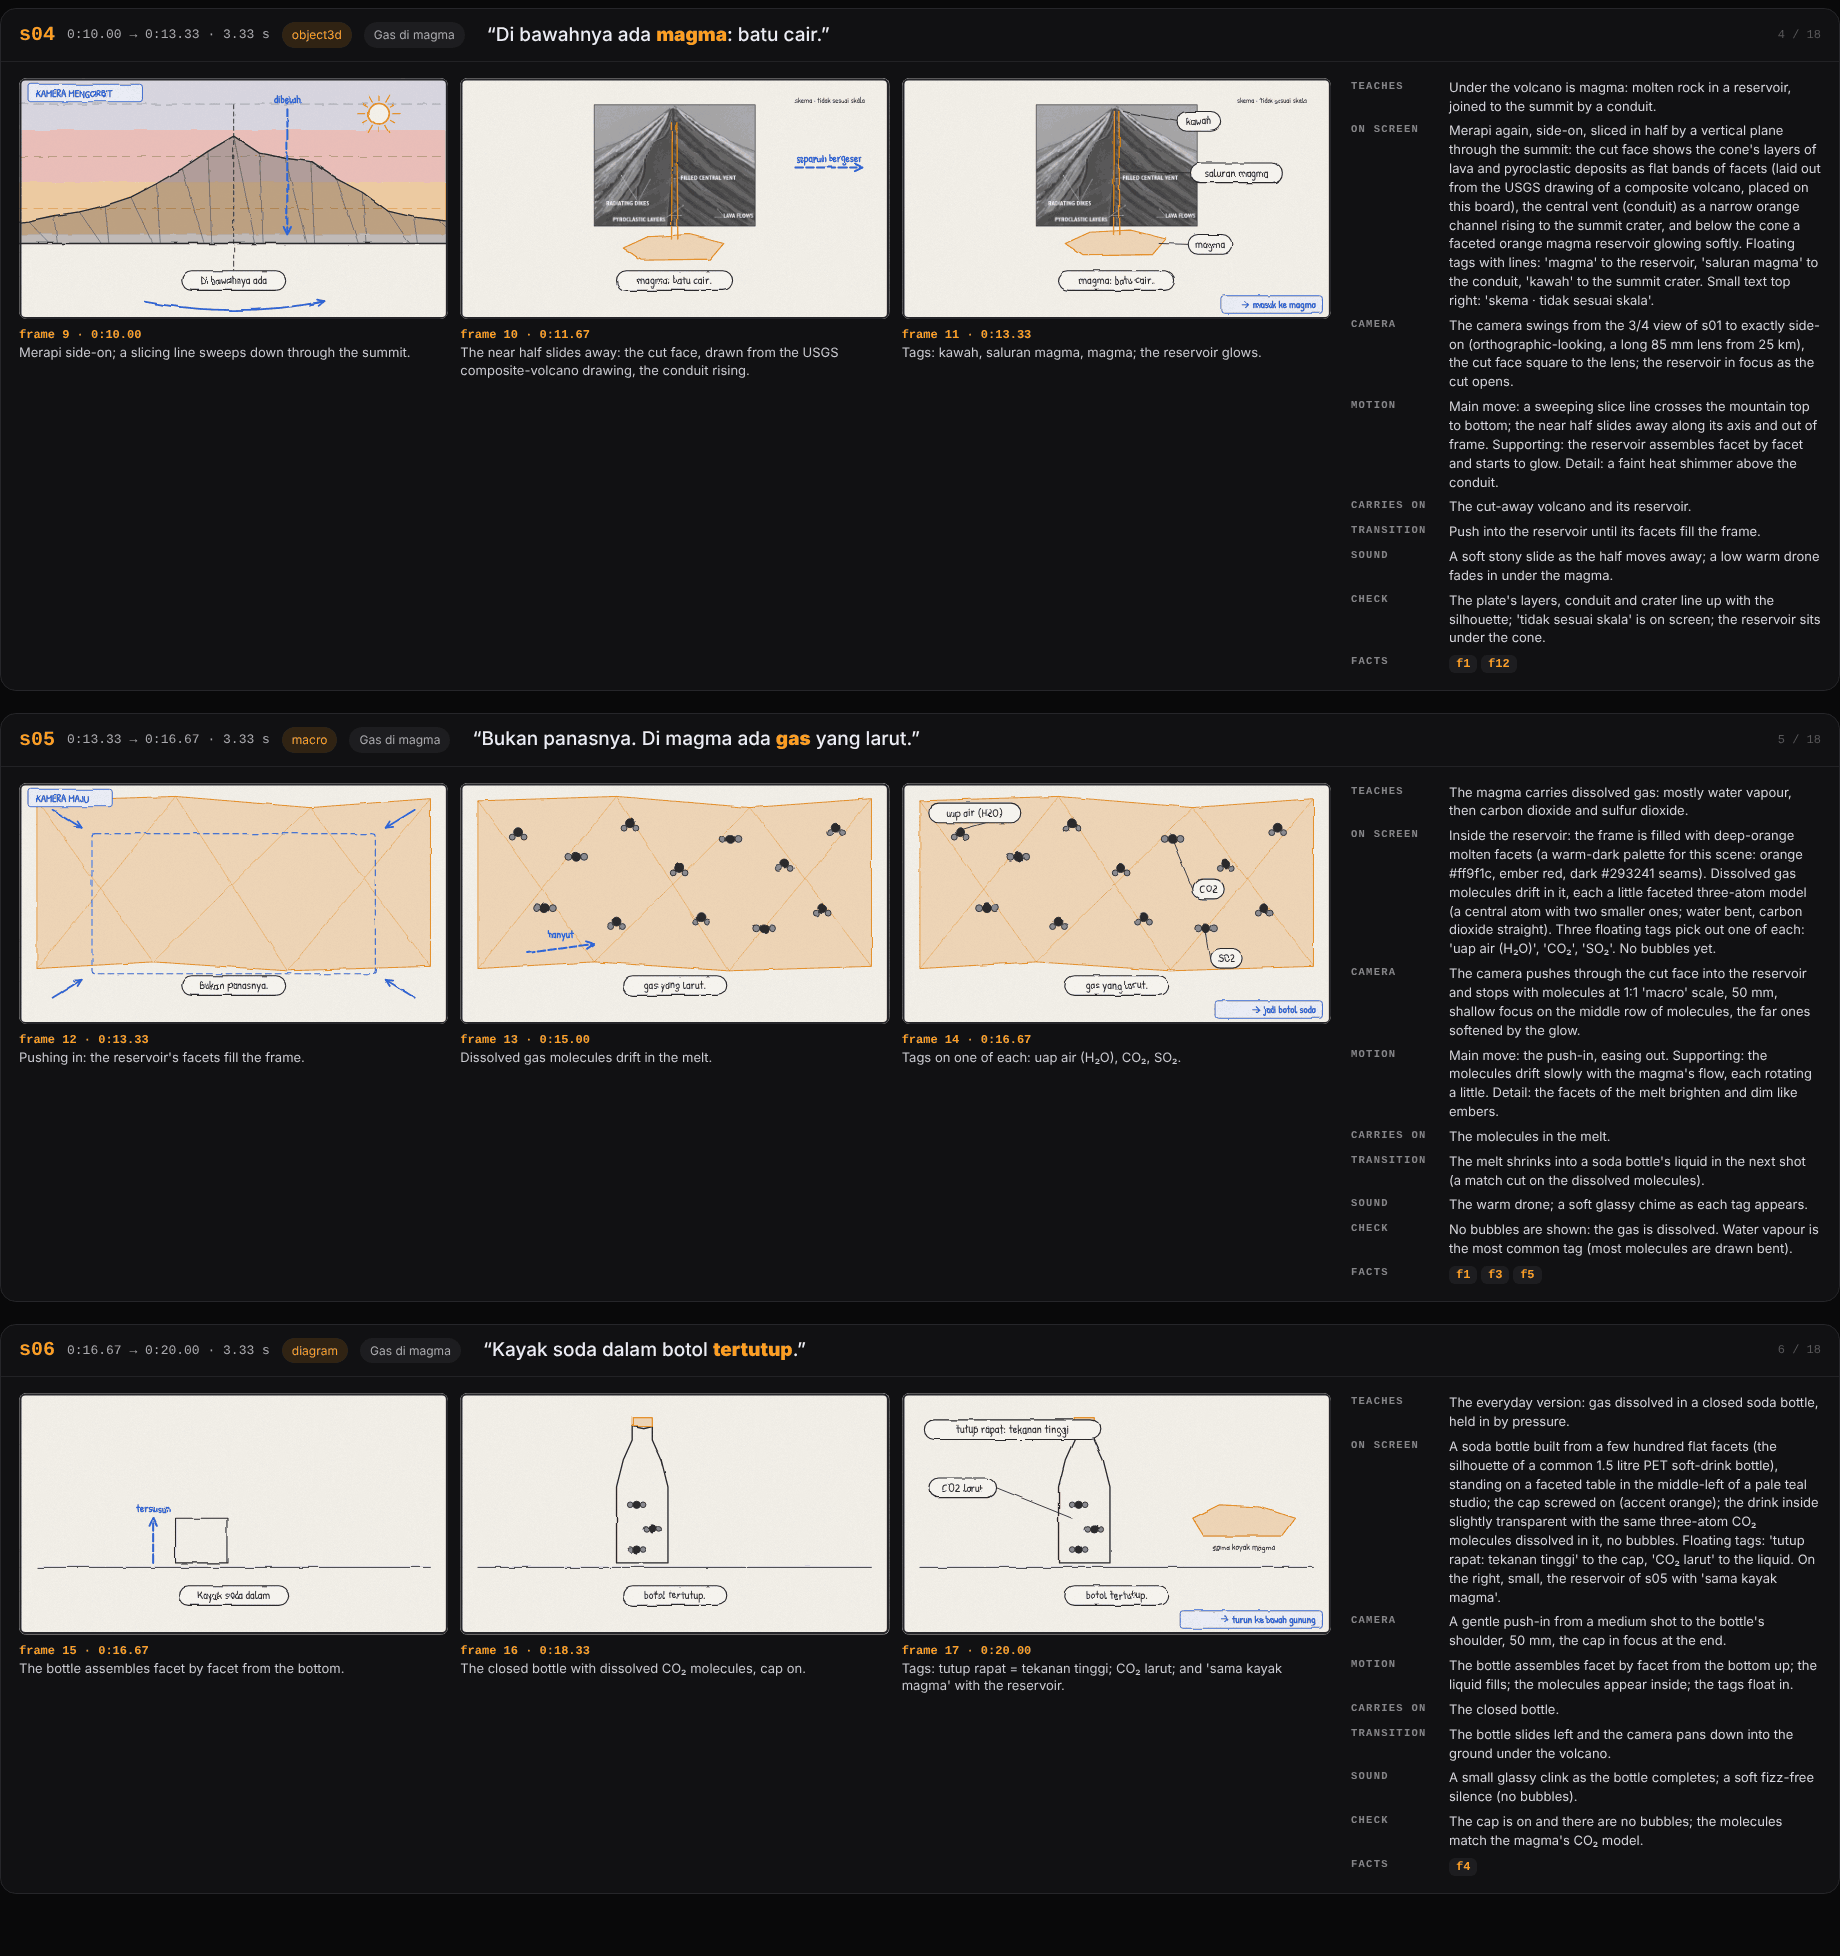 s04 0:10.00 → 0:13.33 · 3.33 s object3d Gas di magma “Di bawahnya ada magma: batu cair.” 4 / 18
KAMERA MENGORBIT
dibelah
Di bawahnya ada
frame 9 · 0:10.00
Merapi side-on; a slicing line sweeps down through the summit.
skema · tidak sesuai skala
FILLED CENTRAL VENT
RADIATING DIKES
PYROCLASTIC LAYERS
LAVA FLOWS
separuh bergeser
magma: batu cair.
frame 10 · 0:11.67
The near half slides away: the cut face, drawn from the USGS
composite-volcano drawing, the conduit rising.
skema · tidak sesuai skala
kawah
saluran magma
FILLED CENTRAL VENT
RADIATING DIKES
PYROCLASTIC LAYERS
LAVA FLOWS
magma
magma: batu cair.
→ masuk ke magma
frame 11 · 0:13.33
Tags: kawah, saluran magma, magma; the reservoir glows.
TEACHES
Under the volcano is magma: molten rock in a reservoir,
joined to the summit by a conduit.
ON SCREEN
Merapi again, side-on, sliced in half by a vertical plane
through the summit: the cut face shows the cone's layers of
lava and pyroclastic deposits as flat bands of facets (laid out
from the USGS drawing of a composite volcano, placed on
this board), the central vent (conduit) as a narrow orange
channel rising to the summit crater, and below the cone a
faceted orange magma reservoir glowing softly. Floating
tags with lines: 'magma' to the reservoir, 'saluran magma' to
the conduit, 'kawah' to the summit crater. Small text top
right: 'skema · tidak sesuai skala'.
CAMERA
The camera swings from the 3/4 view of s01 to exactly side-
on (orthographic-looking, a long 85 mm lens from 25 km),
the cut face square to the lens; the reservoir in focus as the
cut opens.
MOTION
Main move: a sweeping slice line crosses the mountain top
to bottom; the near half slides away along its axis and out of
frame. Supporting: the reservoir assembles facet by facet
and starts to glow. Detail: a faint heat shimmer above the
conduit.
CARRIES ON
The cut-away volcano and its reservoir.
TRANSITION
Push into the reservoir until its facets fill the frame.
SOUND
A soft stony slide as the half moves away; a low warm drone
fades in under the magma.
CHECK
The plate's layers, conduit and crater line up with the
silhouette; 'tidak sesuai skala' is on screen; the reservoir sits
under the cone.
FACTS
f1 f12
s05 0:13.33 → 0:16.67 · 3.33 s macro Gas di magma “Bukan panasnya. Di magma ada gas yang larut.” 5 / 18
KAMERA MAJU
Bukan panasnya.
frame 12 · 0:13.33
Pushing in: the reservoir's facets fill the frame.
hanyut
gas yang larut.
frame 13 · 0:15.00
Dissolved gas molecules drift in the melt.
uap air (H2O)
CO2
SO2
gas yang larut.
→ jadi botol soda
frame 14 · 0:16.67
Tags on one of each: uap air (H₂O), CO₂, SO₂.
TEACHES
The magma carries dissolved gas: mostly water vapour,
then carbon dioxide and sulfur dioxide.
ON SCREEN
Inside the reservoir: the frame is filled with deep-orange
molten facets (a warm-dark palette for this scene: orange
#ff9f1c, ember red, dark #293241 seams). Dissolved gas
molecules drift in it, each a little faceted three-atom model
(a central atom with two smaller ones; water bent, carbon
dioxide straight). Three floating tags pick out one of each:
'uap air (H₂O)', 'CO₂', 'SO₂'. No bubbles yet.
CAMERA
The camera pushes through the cut face into the reservoir
and stops with molecules at 1:1 'macro' scale, 50 mm,
shallow focus on the middle row of molecules, the far ones
softened by the glow.
MOTION
Main move: the push-in, easing out. Supporting: the
molecules drift slowly with the magma's flow, each rotating
a little. Detail: the facets of the melt brighten and dim like
embers.
CARRIES ON
The molecules in the melt.
TRANSITION
The melt shrinks into a soda bottle's liquid in the next shot
(a match cut on the dissolved molecules).
SOUND
The warm drone; a soft glassy chime as each tag appears.
CHECK
No bubbles are shown: the gas is dissolved. Water vapour is
the most common tag (most molecules are drawn bent).
FACTS
f1 f3 f5
s06 0:16.67 → 0:20.00 · 3.33 s diagram Gas di magma “Kayak soda dalam botol tertutup.” 6 / 18
tersusun
Kayak soda dalam
frame 15 · 0:16.67
The bottle assembles facet by facet from the bottom.
botol tertutup.
frame 16 · 0:18.33
The closed bottle with dissolved CO₂ molecules, cap on.
tutup rapat: tekanan tinggi
CO2 larut
sama kayak magma
botol tertutup.
→ turun ke bawah gunung
frame 17 · 0:20.00
Tags: tutup rapat = tekanan tinggi; CO₂ larut; and 'sama kayak
magma' with the reservoir.
TEACHES
The everyday version: gas dissolved in a closed soda bottle,
held in by pressure.
ON SCREEN
A soda bottle built from a few hundred flat facets (the
silhouette of a common 1.5 litre PET soft-drink bottle),
standing on a faceted table in the middle-left of a pale teal
studio; the cap screwed on (accent orange); the drink inside
slightly transparent with the same three-atom CO₂
molecules dissolved in it, no bubbles. Floating tags: 'tutup
rapat: tekanan tinggi' to the cap, 'CO₂ larut' to the liquid. On
the right, small, the reservoir of s05 with 'sama kayak
magma'.
CAMERA
A gentle push-in from a medium shot to the bottle's
shoulder, 50 mm, the cap in focus at the end.
MOTION
The bottle assembles facet by facet from the bottom up; the
liquid fills; the molecules appear inside; the tags float in.
CARRIES ON
The closed bottle.
TRANSITION
The bottle slides left and the camera pans down into the
ground under the volcano.
SOUND
A small glassy clink as the bottle completes; a soft fizz-free
silence (no bubbles).
CHECK
The cap is on and there are no bubbles; the molecules
match the magma's CO₂ model.
FACTS
f4